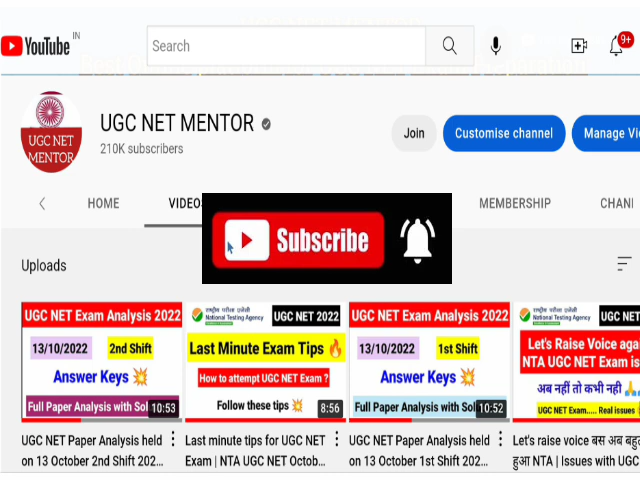 YouTube IN
Search
9+
UGC NET MENTOR
UGC NET MENTOR
210K subscribers
Join
Customise channel
Manage Vi
HOME
VIDEOS
MEMBERSHIP
CHANI
Subscribe
Uploads
UGC NET Exam Analysis 2022
13/10/2022 2nd Shift
Answer Keys
Full Paper Analysis with Sol 10:53
UGC NET Paper Analysis held
on 13 October 2nd Shift 202...
राष्ट्रीय परीक्षा एजेंसी
National Testing Agency
UGC NET 2022
Last Minute Exam Tips
How to attempt UGC NET Exam ?
Follow these tips
8:56
Last minute tips for UGC NET
Exam | NTA UGC NET Octob...
UGC NET Exam Analysis 2022
13/10/2022 1st Shift
Answer Keys
Full Paper Analysis with Sol 10:52
UGC NET Paper Analysis held
on 13 October 1st Shift 202...
राष्ट्रीय परीक्षा एजेंसी
National Testing Agency
UGC NET
Let's Raise Voice aga
NTA UGC NET Exam is
अब नहीं तो कभी नही
UGC NET Exam..... Real issues
Let's raise voice बस अब बहुत
हुआ NTA | Issues with UGC